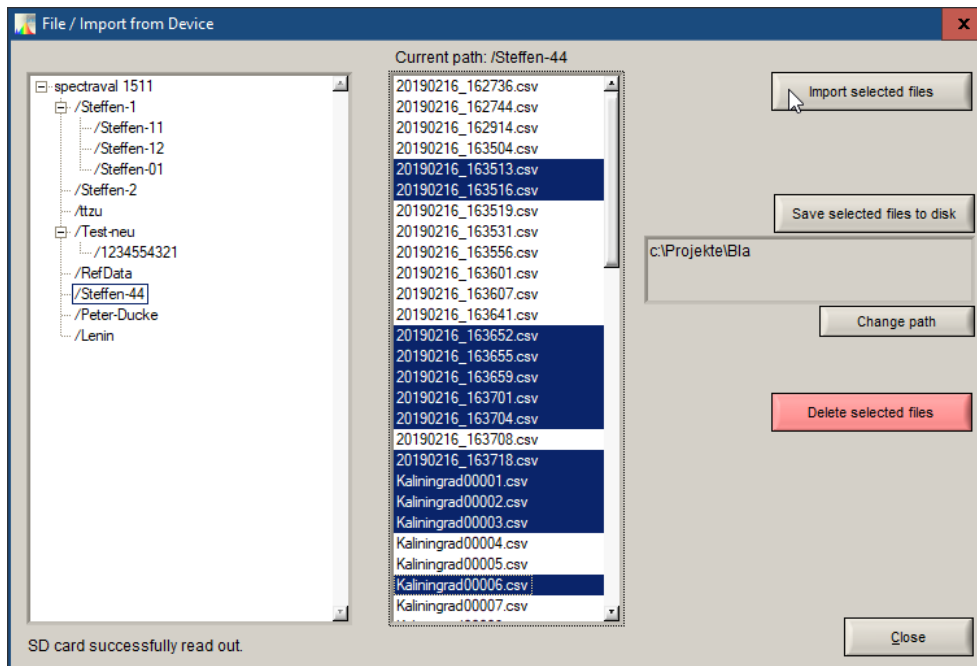 File / Import from Device
x
Current path: /Steffen-44
spectraval 1511
/Steffen-1
/Steffen-11
/Steffen-12
/Steffen-01
/Steffen-2
/ttzu
/Test-neu
/1234554321
/RefData
/Steffen-44
/Peter-Ducke
/Lenin
20190216_162736.csv
20190216_162744.csv
20190216_162914.csv
20190216_163504.csv
20190216_163513.csv
20190216_163516.csv
20190216_163519.csv
20190216_163531.csv
20190216_163556.csv
20190216_163601.csv
20190216_163607.csv
20190216_163641.csv
20190216_163652.csv
20190216_163655.csv
20190216_163659.csv
20190216_163701.csv
20190216_163704.csv
20190216_163708.csv
20190216_163718.csv
Kaliningrad00001.csv
Kaliningrad00002.csv
Kaliningrad00003.csv
Kaliningrad00004.csv
Kaliningrad00005.csv
Kaliningrad00006.csv
Kaliningrad00007.csv
Import selected files
Save selected files to disk
c:\Projekte\Bla
Change path
Delete selected files
Close
SD card successfully read out.